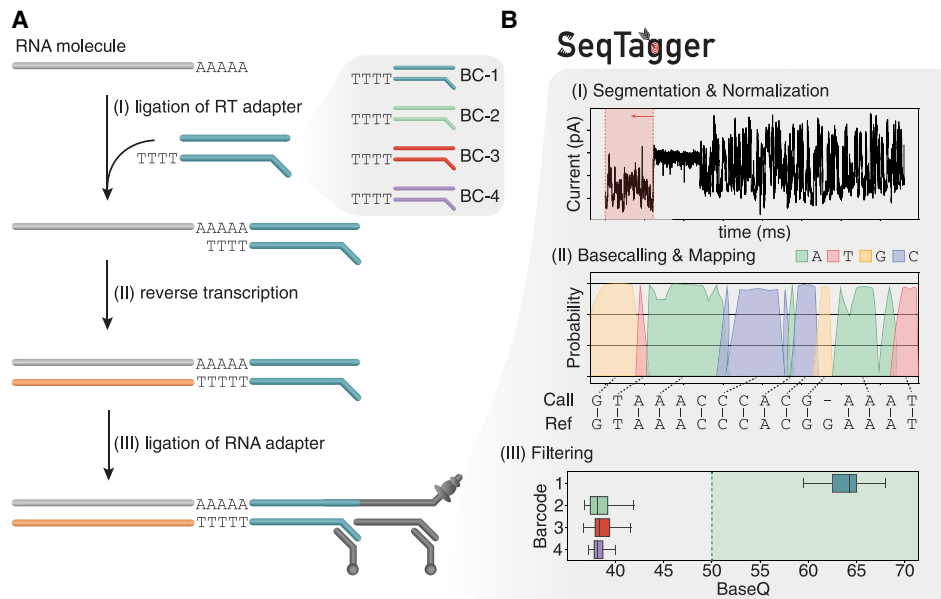 A
RNA molecule
AAAAA
(I) ligation of RT adapter
TTTT
TTTT BC-1
TTTT BC-2
TTTT BC-3
TTTT BC-4
AAAAA
TTTT
(II) reverse transcription
AAAAA
TTTTT
(III) ligation of RNA adapter
AAAAA
TTTTT
B
SeqTagger
(I) Segmentation & Normalization
Current (pA)
time (ms)
(II) Basecalling & Mapping
A T G C
Probability
Call G T A A A C C C A C G - A A A T
Ref G T A A A C C C A C G G A A A T
(III) Filtering
Barcode
1
2
3
4
40 45 50 55 60 65 70
BaseQ